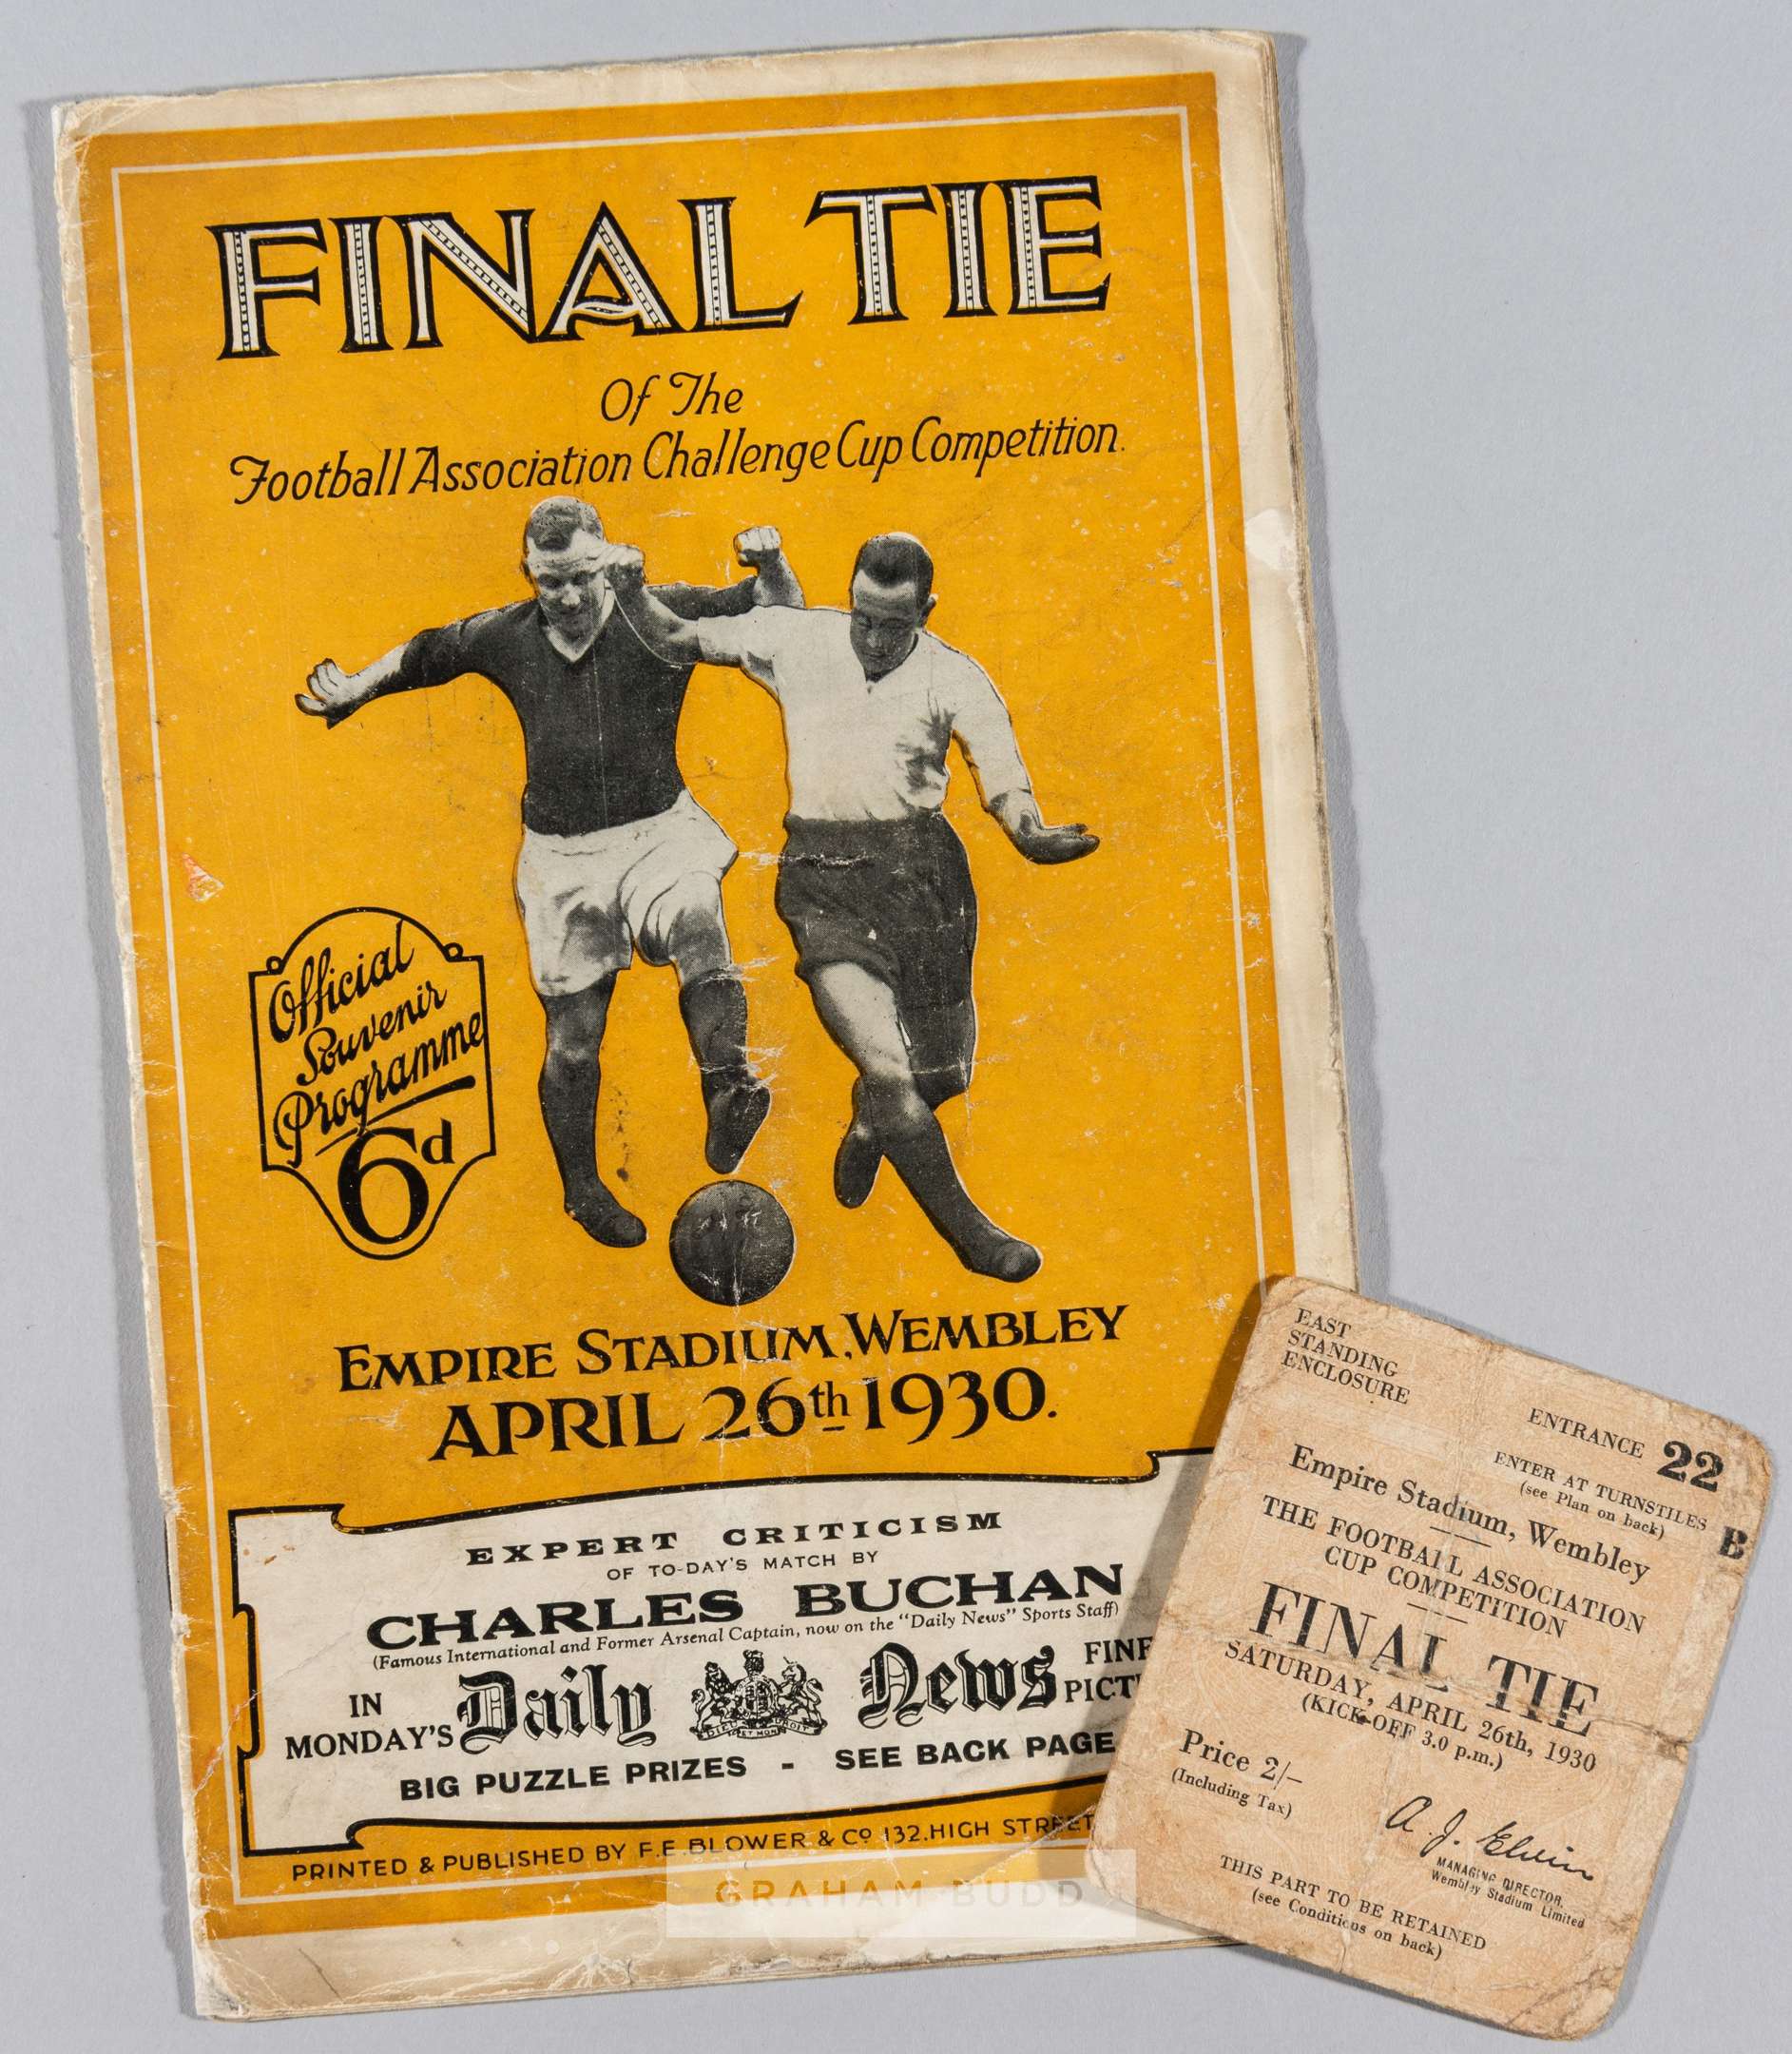 FINAL TIE
Of The
Football Association Challenge Cup Competition.
Official
Souvenir
Programme
6d
EMPIRE STADIUM, WEMBLEY
APRIL 26th 1930.
EXPERT CRITICISM
OF TO-DAY'S MATCH BY
CHARLES BUCHAN
(Famous International and Former Arsenal Captain, now on the "Daily News" Sports Staff)
IN
MONDAY'S
Daily News
BIG PUZZLE PRIZES - SEE BACK PAGE
PRINTED & PUBLISHED BY F.E. BLOWER & Co 132. HIGH STREET
GRAHAM BUDD
EAST
STANDING
ENCLOSURE
ENTRANCE 22
ENTER AT TURNSTILES B
(see Plan on back)
Empire Stadium, Wembley
THE FOOTBALL ASSOCIATION
CUP COMPETITION
FINAL TIE
SATURDAY, APRIL 26th, 1930
(KICK-OFF 3.0 p.m.)
Price 2/–
(Including Tax)
A. J. Elvin
MANAGING DIRECTOR,
Wembley Stadium Limited
THIS PART TO BE RETAINED
(see Conditions on back)